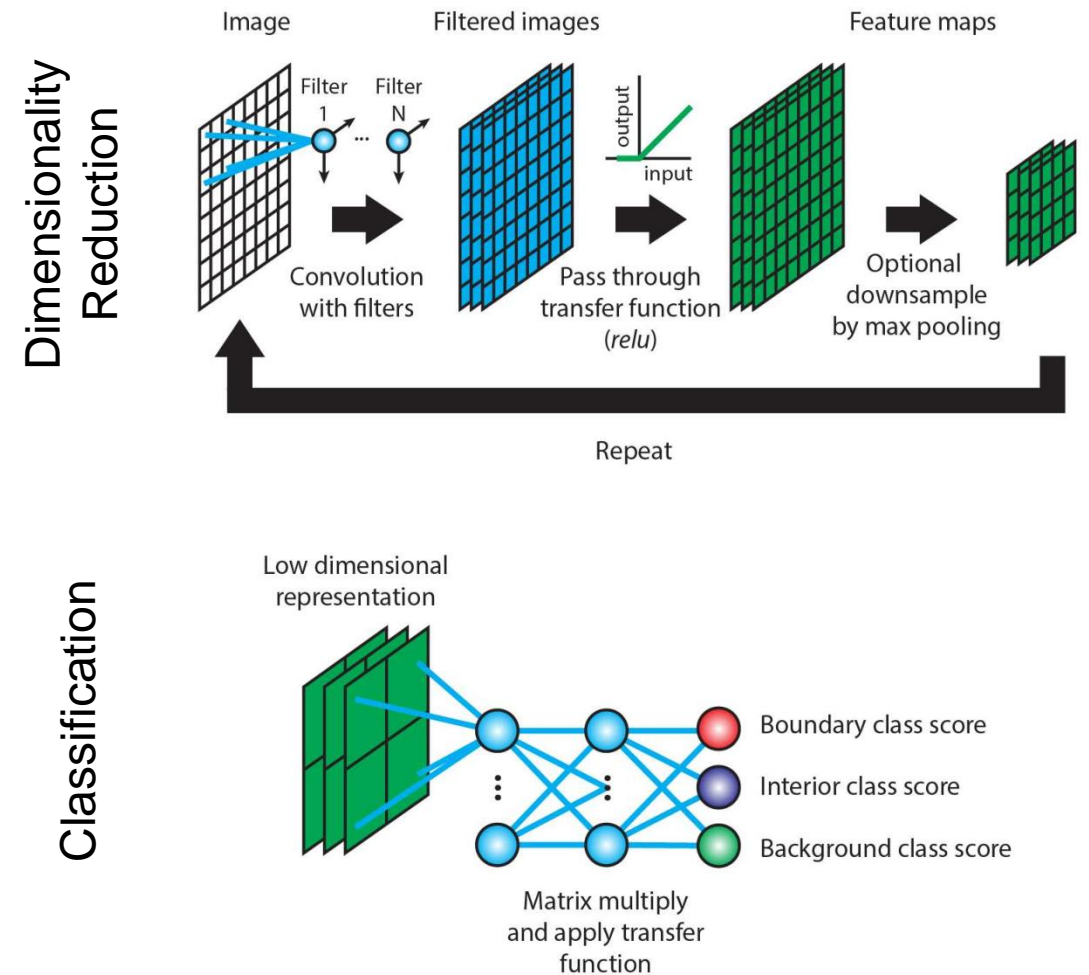 Dimensionality
Reduction
Image
Filtered images
Feature maps
Filter
1
...
Filter
N
output
input
Convolution
with filters
Pass through
transfer function
(relu)
Optional
downsample
by max pooling
Repeat
Classification
Low dimensional
representation
Boundary class score
Interior class score
Background class score
Matrix multiply
and apply transfer
function